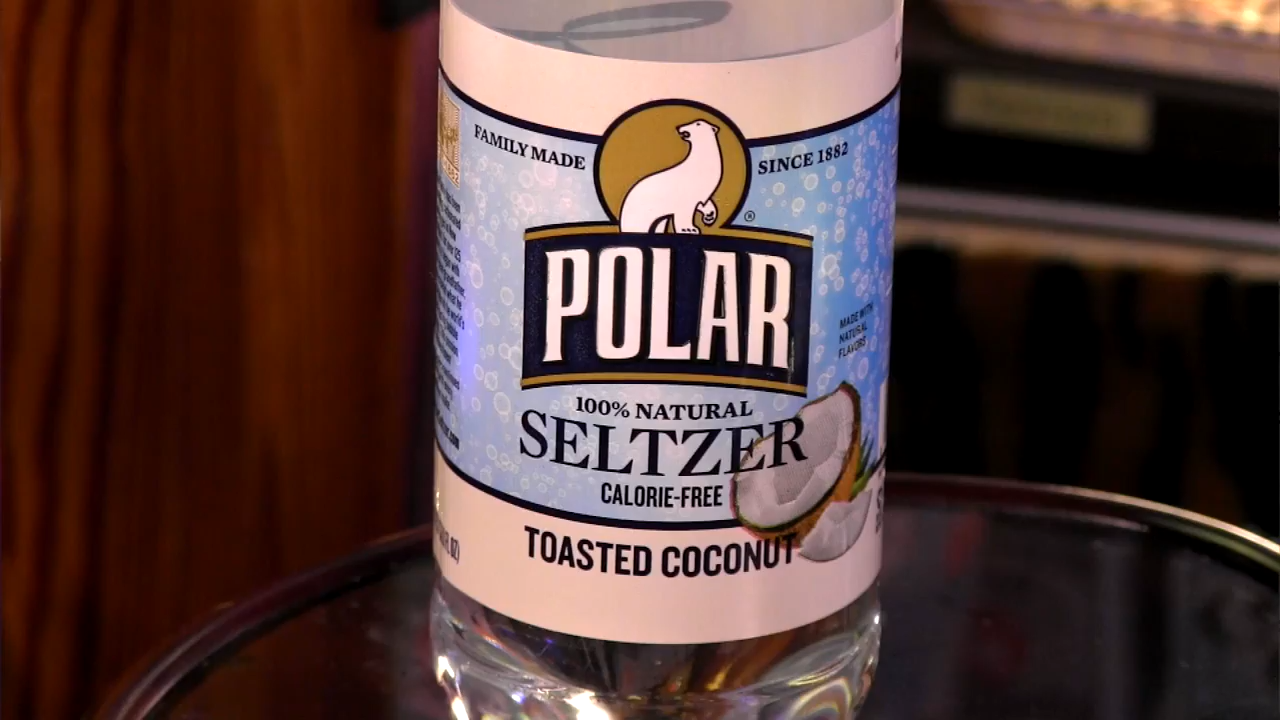 FAMILY MADE
SINCE 1882
®
POLAR
MADE WITH
NATURAL
FLAVORS
100% NATURAL
SELTZER
CALORIE-FREE
TOASTED COCONUT